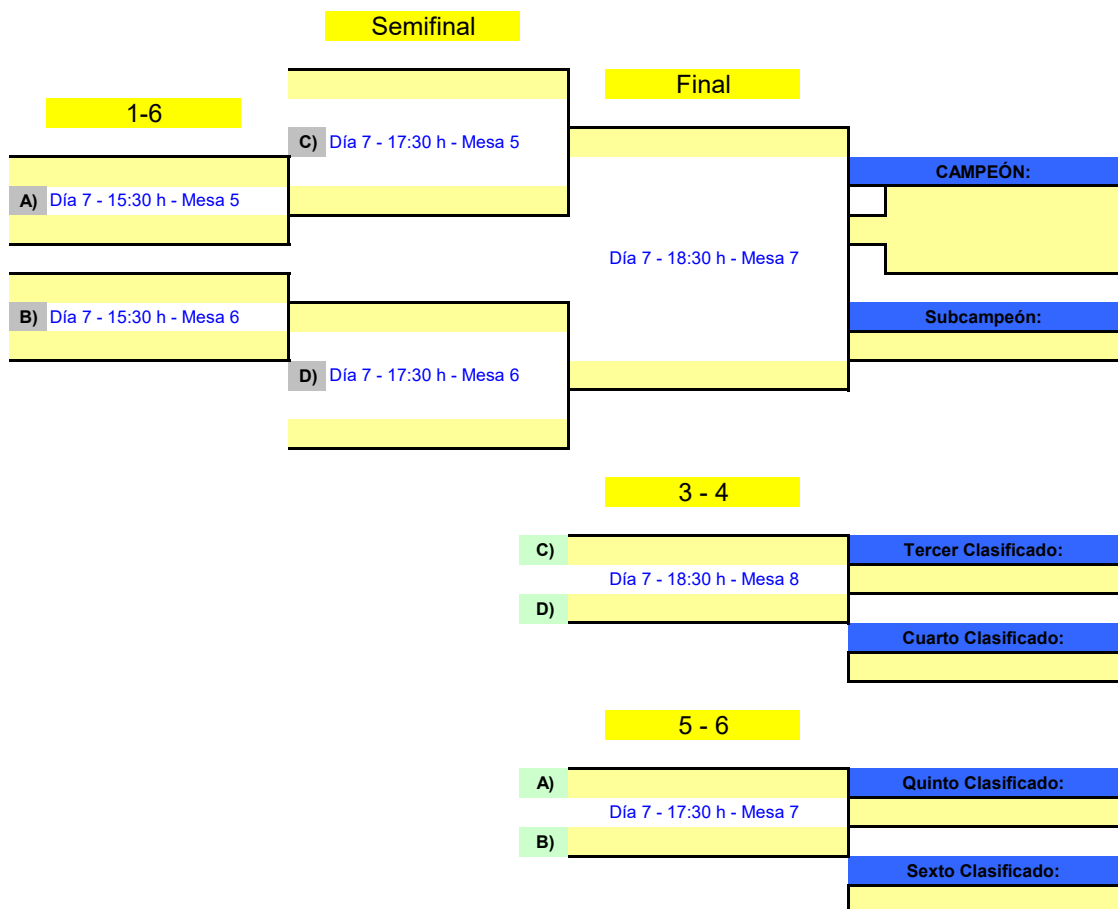 Semifinal
Final
1-6
C) Día 7 - 17:30 h - Mesa 5
CAMPEÓN:
A) Día 7 - 15:30 h - Mesa 5
Día 7 - 18:30 h - Mesa 7
B) Día 7 - 15:30 h - Mesa 6
Subcampeón:
D) Día 7 - 17:30 h - Mesa 6
3 - 4
C)
Tercer Clasificado:
Día 7 - 18:30 h - Mesa 8
D)
Cuarto Clasificado:
5 - 6
A)
Quinto Clasificado:
Día 7 - 17:30 h - Mesa 7
B)
Sexto Clasificado: